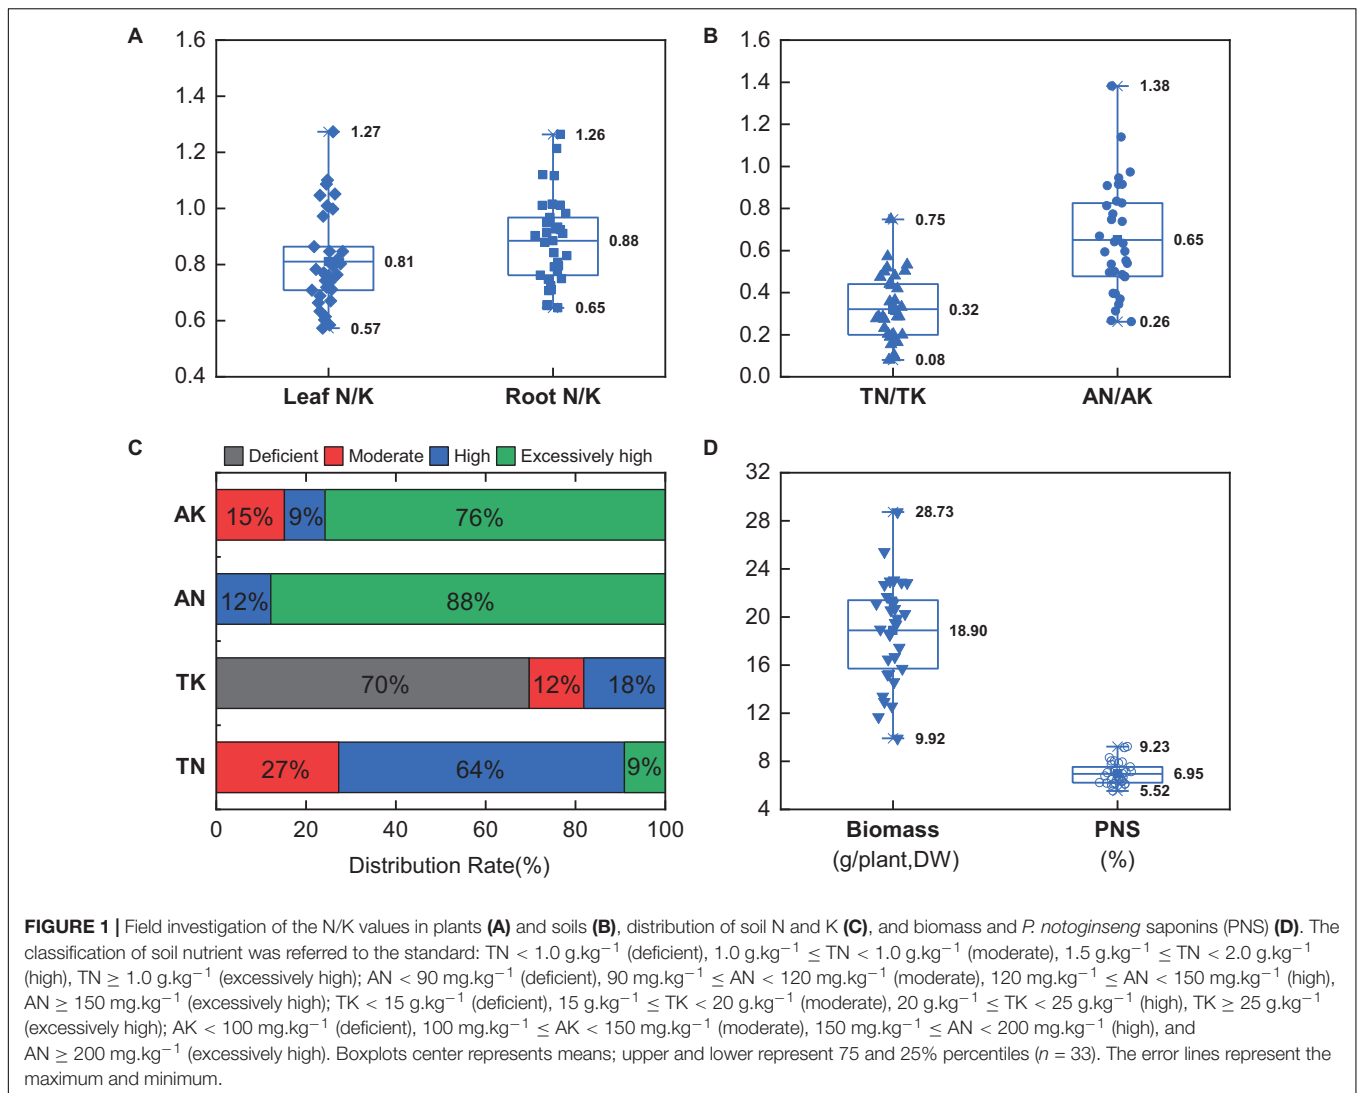 A
1.6
1.4
1.2
1.0
0.8
0.6
0.4
1.27
0.81
0.57
1.26
0.88
0.65
Leaf N/K
Root N/K
B
1.6
1.4
1.2
1.0
0.8
0.6
0.4
0.2
0.0
0.75
0.32
0.08
1.38
0.65
0.26
TN/TK
AN/AK
C
Deficient Moderate High Excessively high
AK 15% 9% 76%
AN 12% 88%
TK 70% 12% 18%
TN 27% 64% 9%
0 20 40 60 80 100
Distribution Rate(%)
D
32
28
24
20
16
12
8
4
28.73
18.90
9.92
9.23
6.95
5.52
Biomass
(g/plant,DW)
PNS
(%)
FIGURE 1 | Field investigation of the N/K values in plants (A) and soils (B), distribution of soil N and K (C), and biomass and P. notoginseng saponins (PNS) (D). The
classification of soil nutrient was referred to the standard: TN < 1.0 g.kg⁻¹ (deficient), 1.0 g.kg⁻¹ ≤ TN < 1.0 g.kg⁻¹ (moderate), 1.5 g.kg⁻¹ ≤ TN < 2.0 g.kg⁻¹
(high), TN ≥ 1.0 g.kg⁻¹ (excessively high); AN < 90 mg.kg⁻¹ (deficient), 90 mg.kg⁻¹ ≤ AN < 120 mg.kg⁻¹ (moderate), 120 mg.kg⁻¹ ≤ AN < 150 mg.kg⁻¹ (high),
AN ≥ 150 mg.kg⁻¹ (excessively high); TK < 15 g.kg⁻¹ (deficient), 15 g.kg⁻¹ ≤ TK < 20 g.kg⁻¹ (moderate), 20 g.kg⁻¹ ≤ TK < 25 g.kg⁻¹ (high), TK ≥ 25 g.kg⁻¹
(excessively high); AK < 100 mg.kg⁻¹ (deficient), 100 mg.kg⁻¹ ≤ AK < 150 mg.kg⁻¹ (moderate), 150 mg.kg⁻¹ ≤ AN < 200 mg.kg⁻¹ (high), and
AN ≥ 200 mg.kg⁻¹ (excessively high). Boxplots center represents means; upper and lower represent 75 and 25% percentiles (n = 33). The error lines represent the
maximum and minimum.